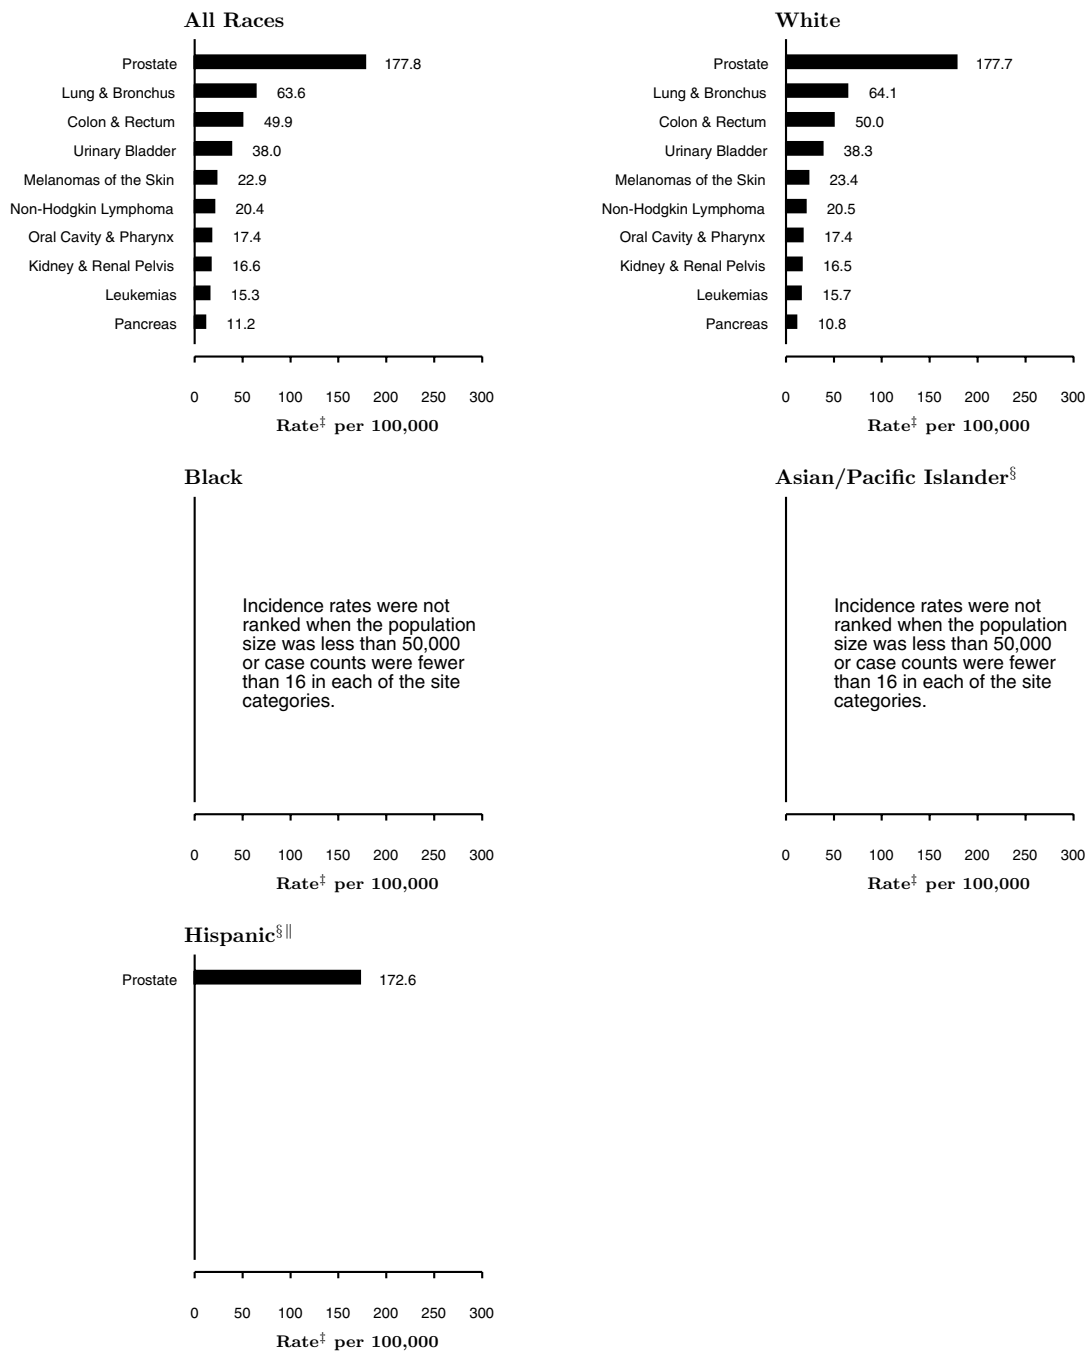 All Races
Prostate 177.8
Lung & Bronchus 63.6
Colon & Rectum 49.9
Urinary Bladder 38.0
Melanomas of the Skin 22.9
Non-Hodgkin Lymphoma 20.4
Oral Cavity & Pharynx 17.4
Kidney & Renal Pelvis 16.6
Leukemias 15.3
Pancreas 11.2
0 50 100 150 200 250 300
Rate‡ per 100,000
White
Prostate 177.7
Lung & Bronchus 64.1
Colon & Rectum 50.0
Urinary Bladder 38.3
Melanomas of the Skin 23.4
Non-Hodgkin Lymphoma 20.5
Oral Cavity & Pharynx 17.4
Kidney & Renal Pelvis 16.5
Leukemias 15.7
Pancreas 10.8
0 50 100 150 200 250 300
Rate‡ per 100,000
Black
Incidence rates were not
ranked when the population
size was less than 50,000
or case counts were fewer
than 16 in each of the site
categories.
0 50 100 150 200 250 300
Rate‡ per 100,000
Asian/Pacific Islander§
Incidence rates were not
ranked when the population
size was less than 50,000
or case counts were fewer
than 16 in each of the site
categories.
0 50 100 150 200 250 300
Rate‡ per 100,000
Hispanic§‖
Prostate 172.6
0 50 100 150 200 250 300
Rate‡ per 100,000